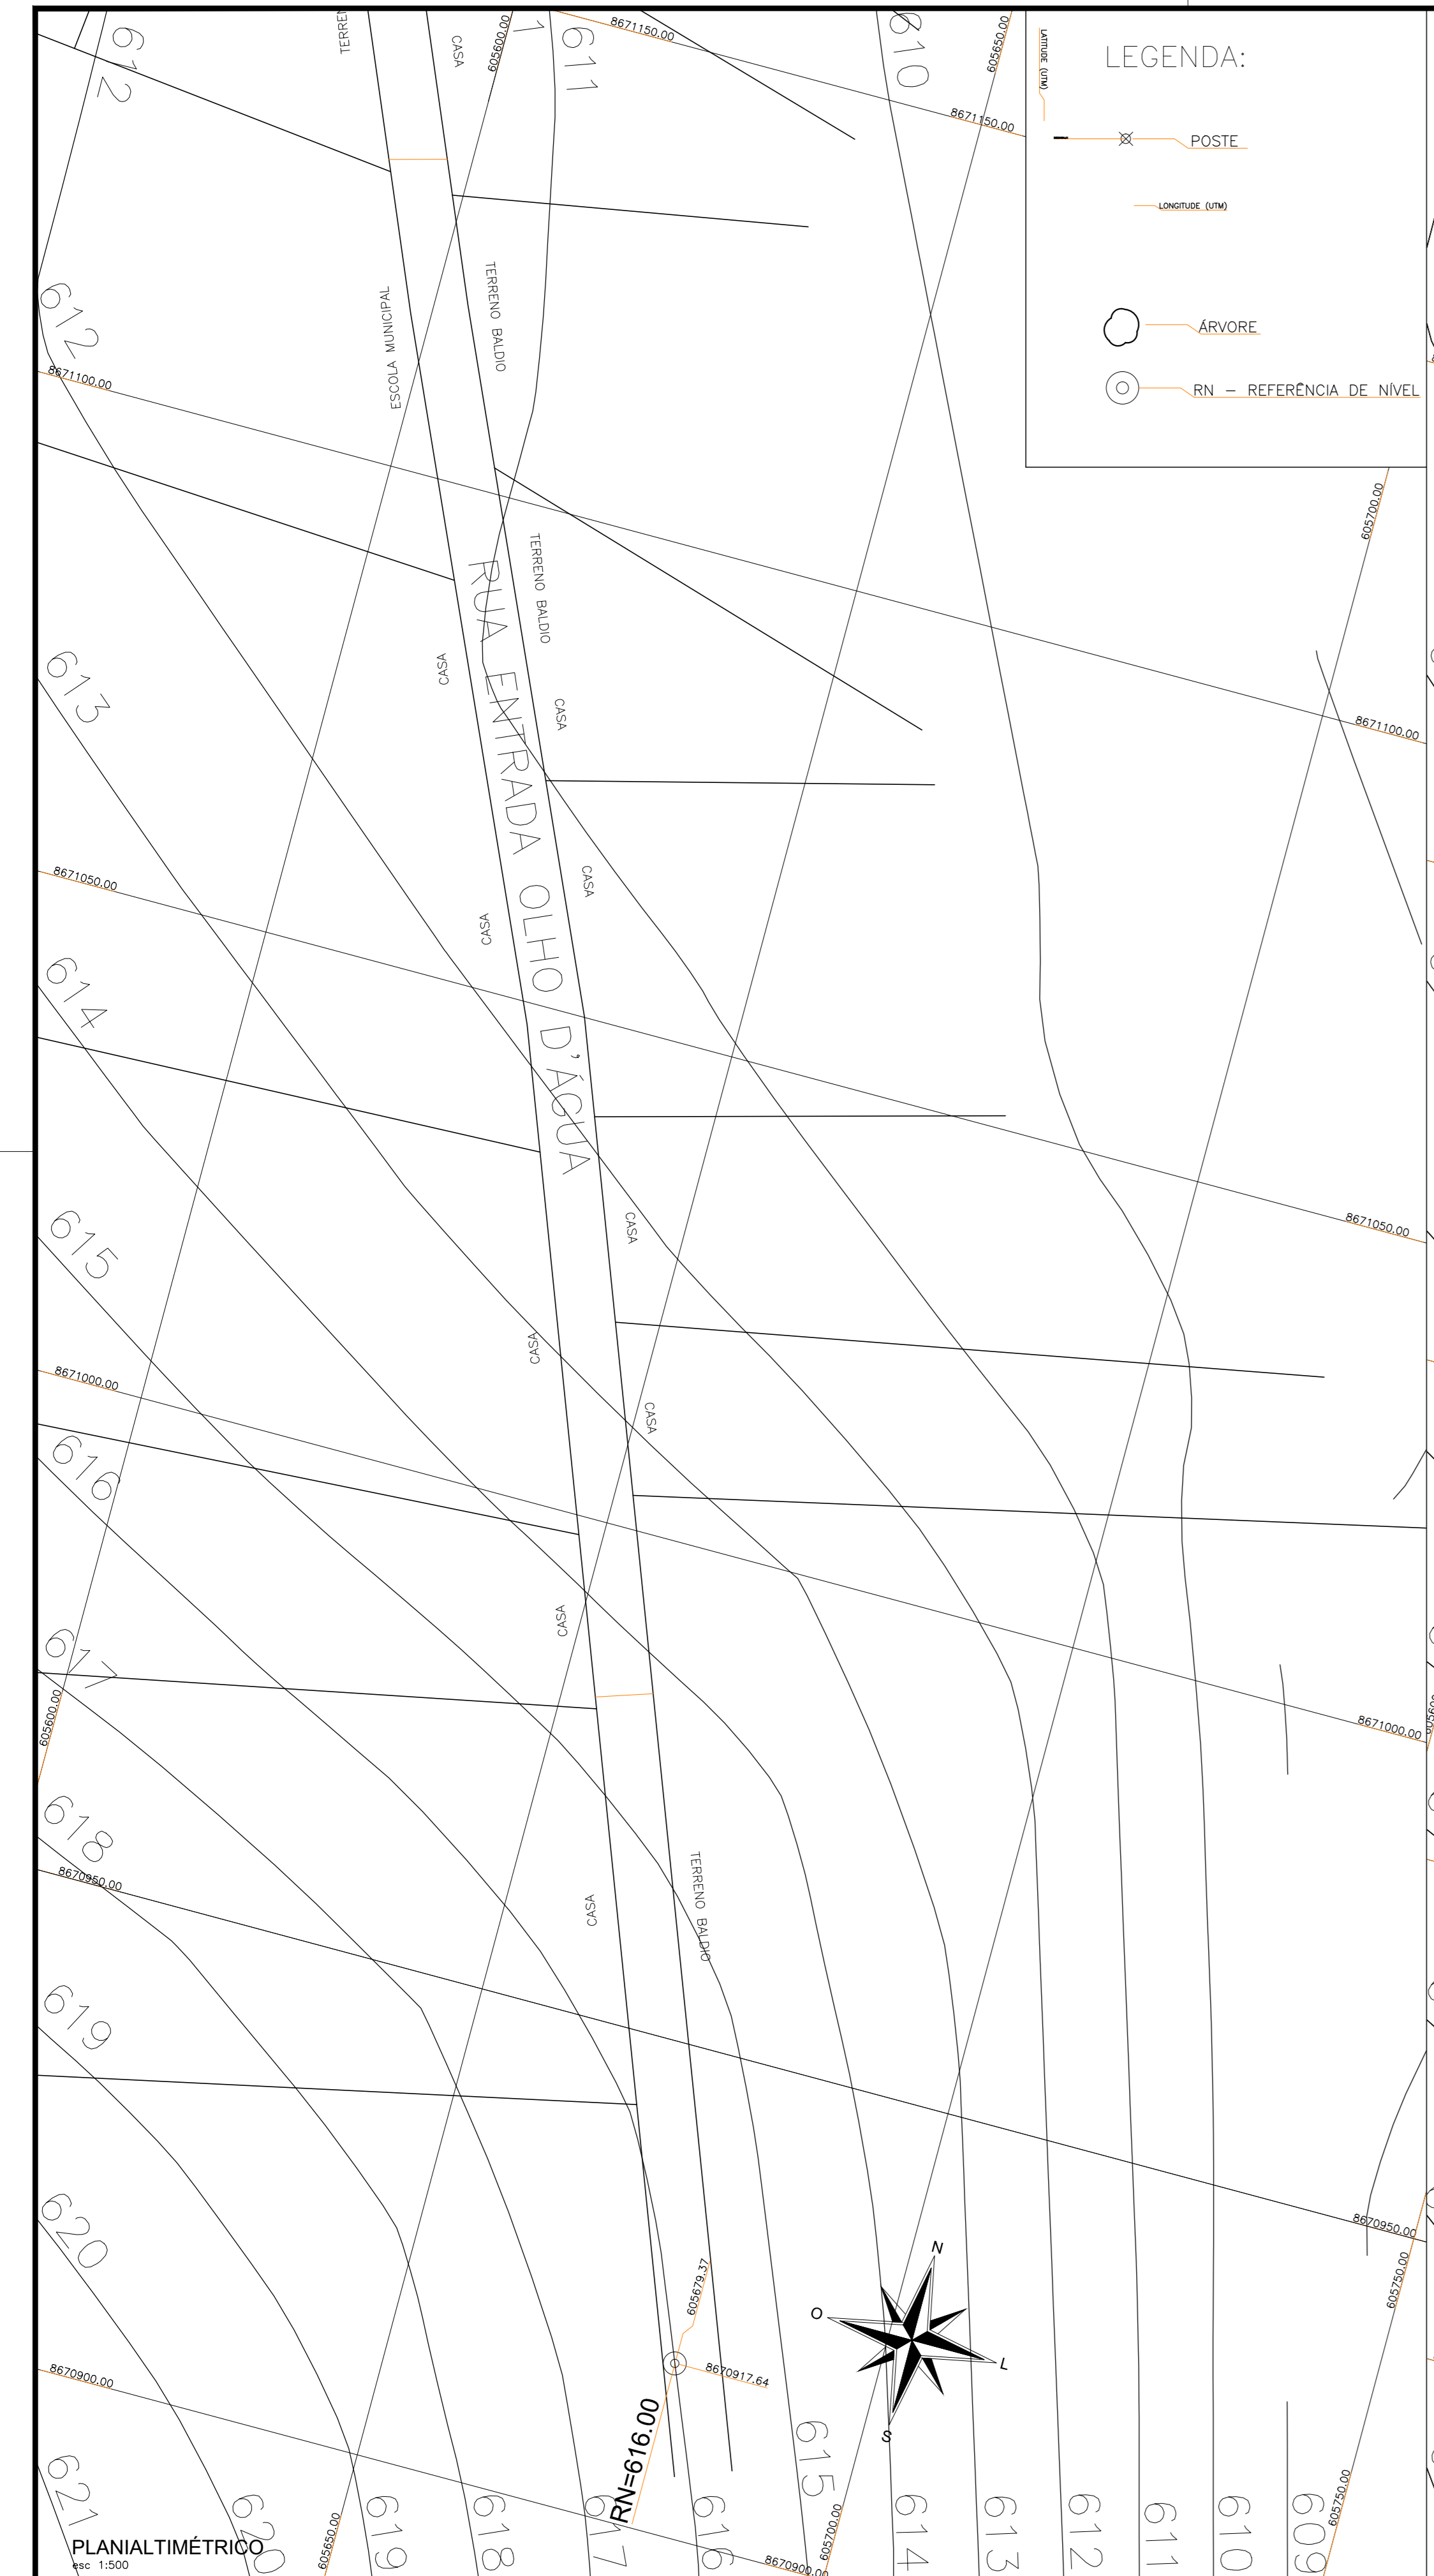 612
TERREN
CASA
605600.00
1
611
8671150.00
610
605650.00
8671150.00
LATITUDE (UTM)
LEGENDA:
POSTE
LONGITUDE (UTM)
ÁRVORE
RN – REFERÊNCIA DE NÍVEL
612
8671100.00
ESCOLA MUNICIPAL
TERRENO BALDIO
605700.00
TERRENO BALDIO
RUA ENTRADA OLHO D'ÁGUA
613
CASA
CASA
8671100.00
8671050.00
CASA
CASA
614
615
CASA
8671050.00
CASA
8671000.00
CASA
616
CASA
617
605600.00
8671000.00
618
8670950.00
CASA
TERRENO BALDIO
619
620
8670950.00
605750.00
N
O
L
S
605679.37
8670917.64
8670900.00
RN=616.00
621
620
605650.00
619
618
617
616
615
8670900.00
605700.00
614
613
612
611
610
609
605750.00
PLANIALTIMÉTRICO
esc 1:500